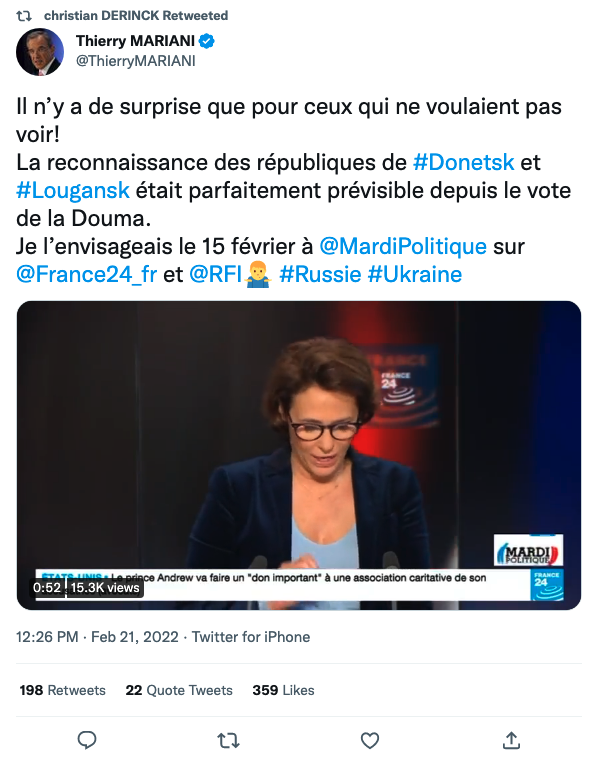 christian DERINCK Retweeted
Thierry MARIANI
@ThierryMARIANI
Il n’y a de surprise que pour ceux qui ne voulaient pas
voir!
La reconnaissance des républiques de #Donetsk et
#Lougansk était parfaitement prévisible depuis le vote
de la Douma.
Je l’envisageais le 15 février à @MardiPolitique sur
@France24_fr et @RFI🤷‍♂️ #Russie #Ukraine
FRANCE
FRANCE
24
MARDI
POLITIQUE
ÉTATS-UNIS - Le prince Andrew va faire un "don important" à une association caritative de son
FRANCE
24
0:52 15.3K views
12:26 PM · Feb 21, 2022 · Twitter for iPhone
198 Retweets 22 Quote Tweets 359 Likes